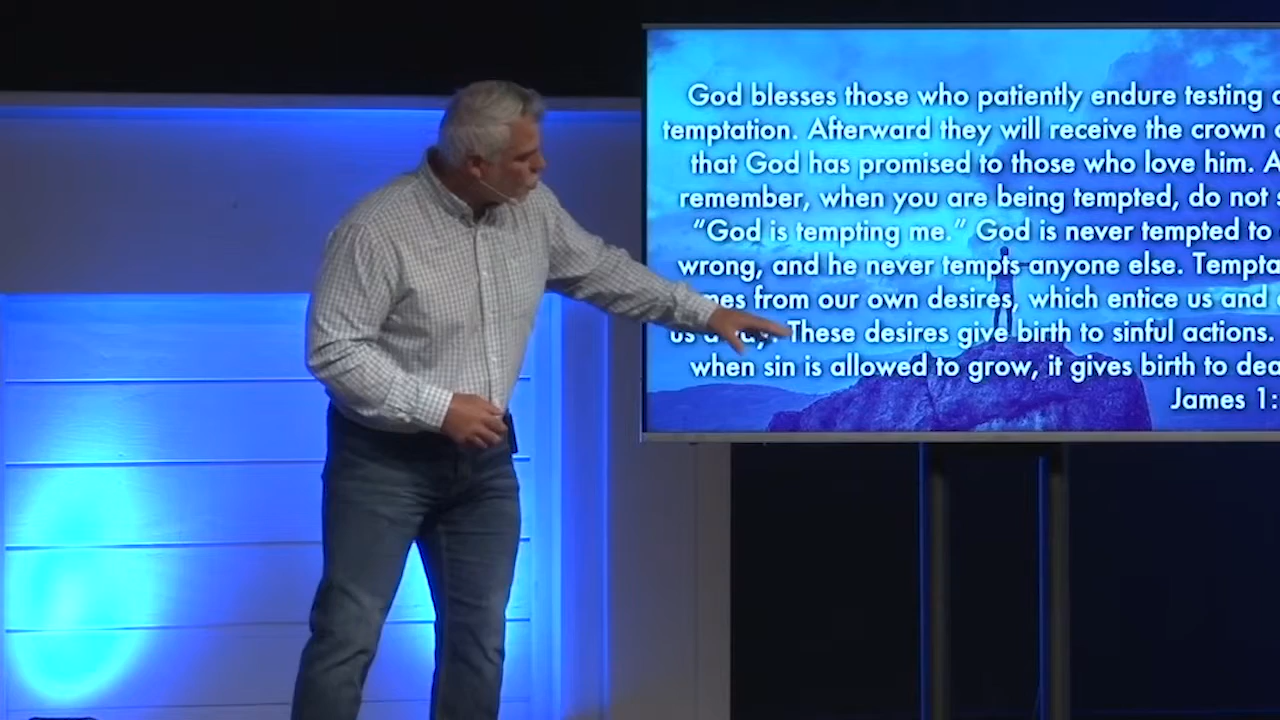 God blesses those who patiently endure testing
temptation. Afterward they will receive the crown
that God has promised to those who love him.
remember, when you are being tempted, do not
“God is tempting me.” God is never tempted to
wrong, and he never tempts anyone else.
from our own desires, which entice us and
us These desires give birth to sinful actions.
when sin is allowed to grow, it gives birth to
James 1: